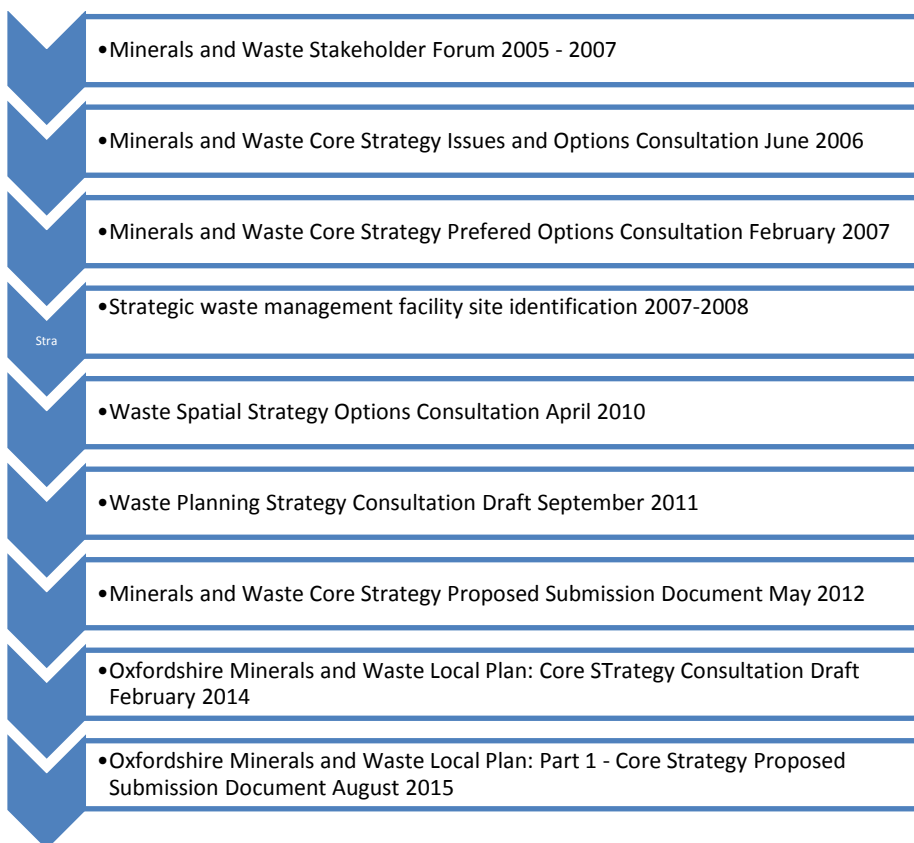 •Minerals and Waste Stakeholder Forum 2005 - 2007
•Minerals and Waste Core Strategy Issues and Options Consultation June 2006
•Minerals and Waste Core Strategy Prefered Options Consultation February 2007
•Strategic waste management facility site identification 2007-2008
Stra
•Waste Spatial Strategy Options Consultation April 2010
•Waste Planning Strategy Consultation Draft September 2011
•Minerals and Waste Core Strategy Proposed Submission Document May 2012
•Oxfordshire Minerals and Waste Local Plan: Core STrategy Consultation Draft
February 2014
•Oxfordshire Minerals and Waste Local Plan: Part 1 - Core Strategy Proposed
Submission Document August 2015